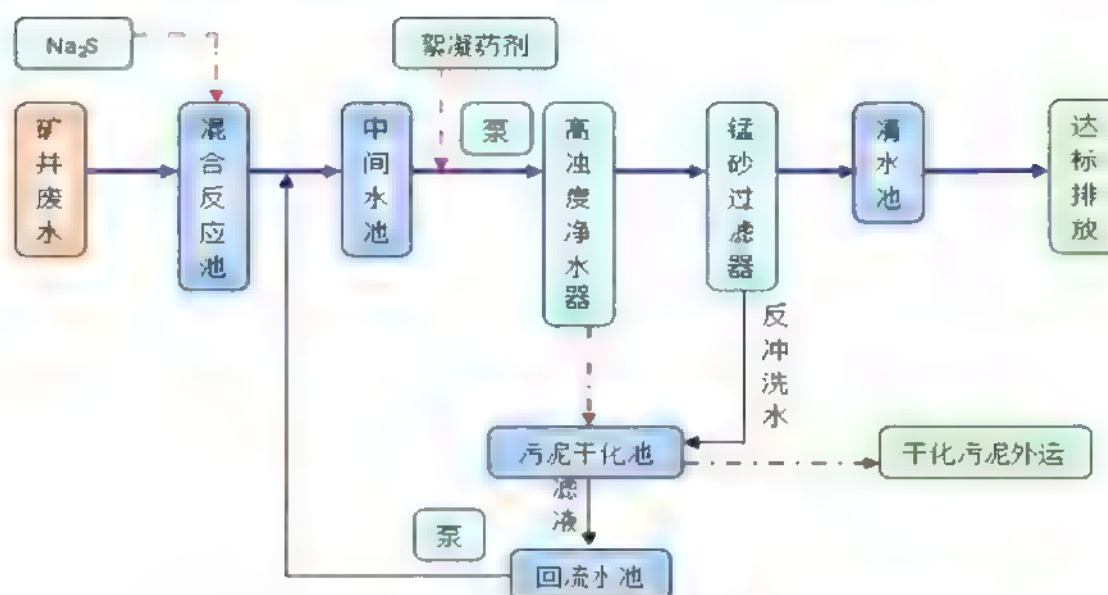 Na₂S
絮凝药剂
矿井废水
混合反应池
中间水池
泵
高浊度净水器
锰砂过滤器
清水池
达标排放
反冲洗水
污泥干化池
干化污泥外运
滤液
泵
回流水池